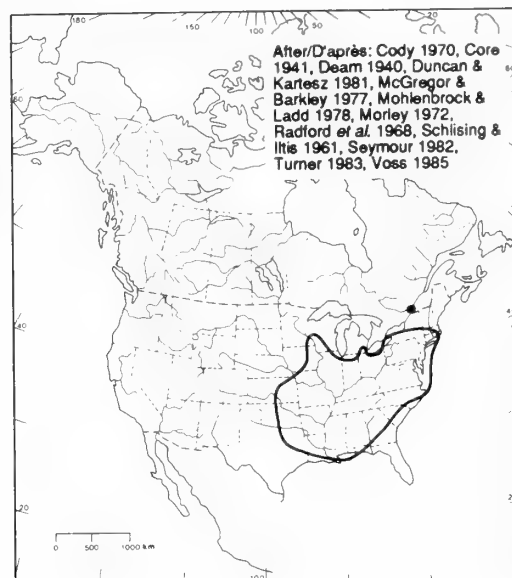 180
100
20
After/D'après: Cody 1970, Core
1941, Deam 1940, Duncan &
Kartesz 1981, McGregor &
Barkley 1977, Mohlenbrock &
Ladd 1978, Morley 1972,
Radford et al. 1968, Schlising &
Iltis 1961, Seymour 1982,
Turner 1983, Voss 1985
60
40
20
0 500 1000 km
100